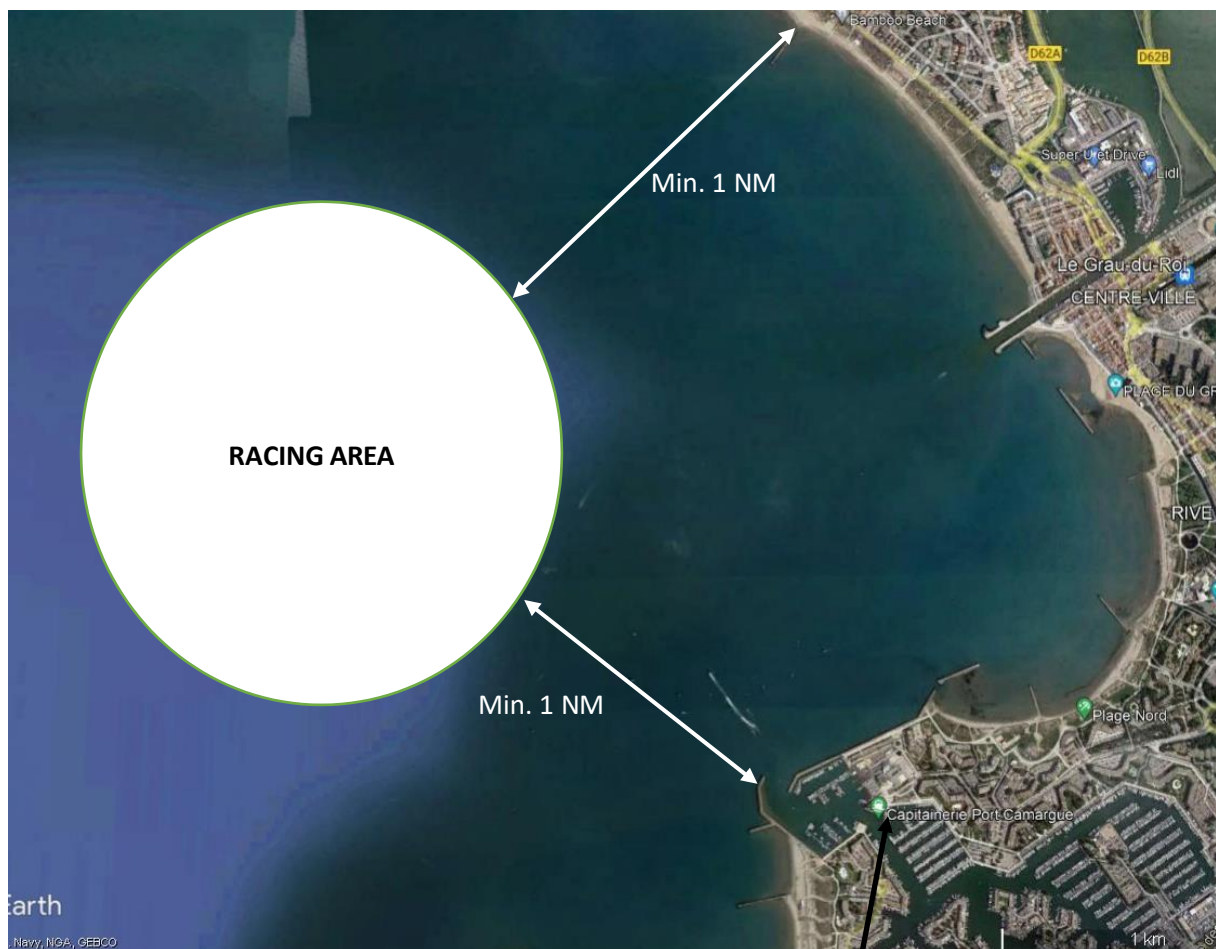 Bamboo Beach
D62A
D62B
Min. 1 NM
Super U et Drive
Lidl
Le Grau-du-Roi
CENTRE-VILLE
PLAGE DU GR
RACING AREA
RIVE
Min. 1 NM
Plage Nord
Capitainerie Port Camargue
Earth
Navy, NGA, GEBCO
1 km